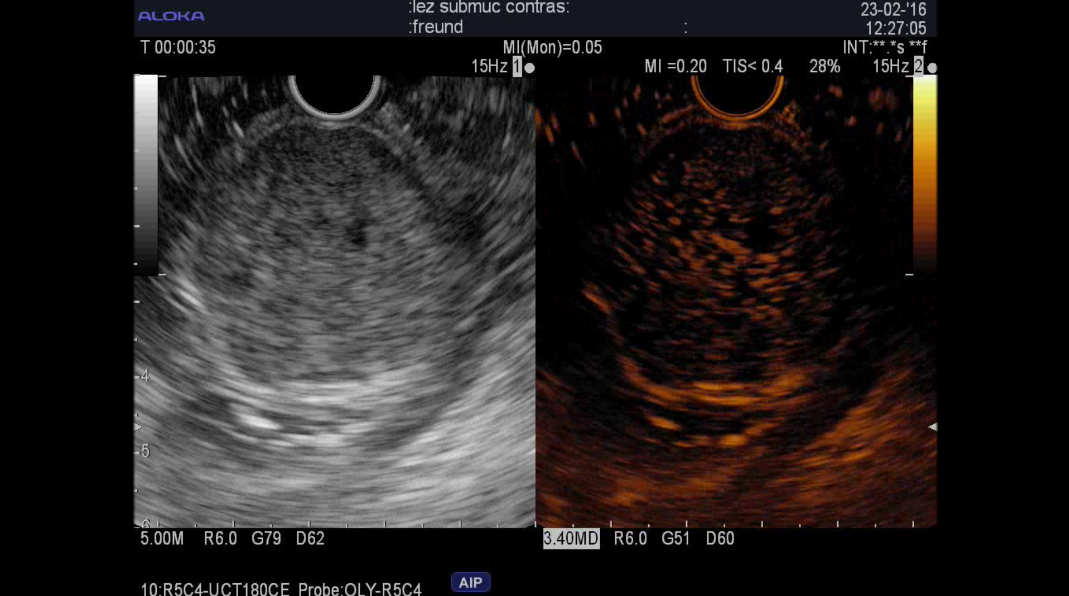 ALOKA
:lez submuc contras:
:freund :
23-02-'16
12:27:05
T 00:00:35
MI(Mon)=0.05
INT:**.*s **f
15Hz 1
MI =0.20 TIS< 0.4 28% 15Hz 2
4
5
6
5.00M R6.0 G79 D62
3.40MD R6.0 G51 D60
10:R5C4-UCT180CE Probe:OLY-R5C4
AIP